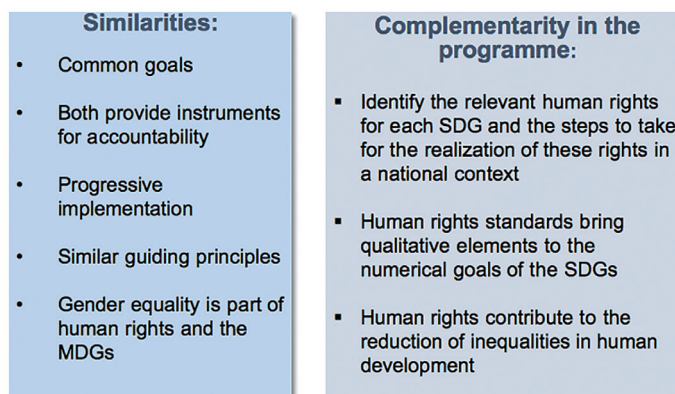 Similarities:
• Common goals
• Both provide instruments
for accountability
• Progressive
implementation
• Similar guiding principles
• Gender equality is part of
human rights and the
MDGs
Complementarity in the
programme:
▪ Identify the relevant human rights
for each SDG and the steps to take
for the realization of these rights in
a national context
▪ Human rights standards bring
qualitative elements to the
numerical goals of the SDGs
▪ Human rights contribute to the
reduction of inequalities in human
development